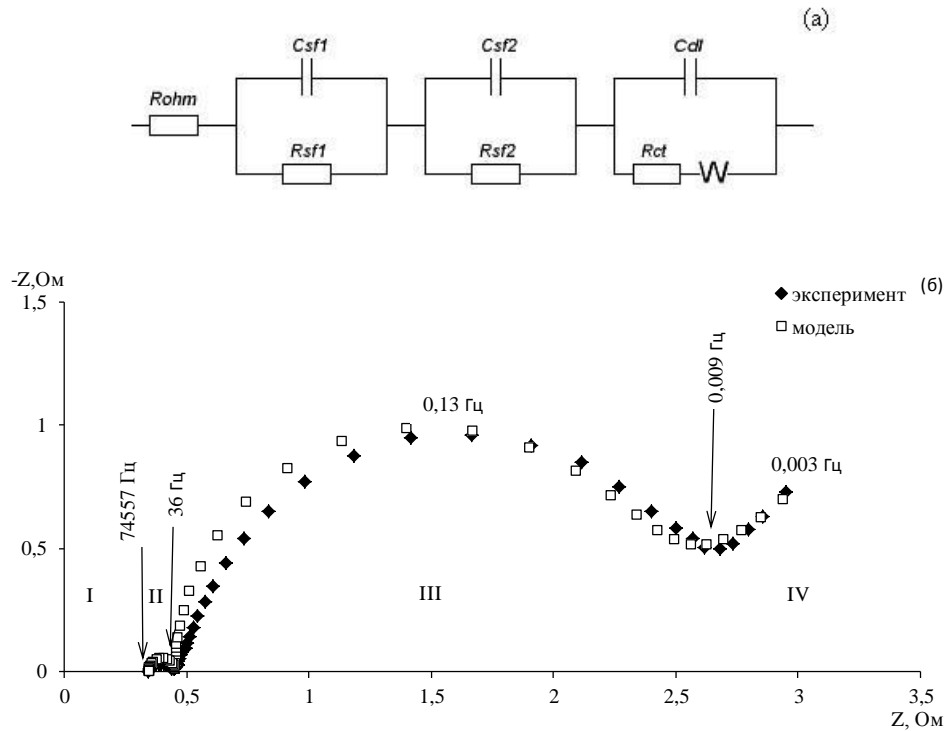 (а)
Csf1 Csf2 Cdl
Rohm
Rsf1 Rsf2 Rct W
-Z,Ом
(б)
1,5
эксперимент
модель
0,009 Гц
0,13 Гц
1
0,003 Гц
74557 Гц
36 Гц
0,5
I II III IV
0
0 0,5 1 1,5 2 2,5 3 3,5
Z, Ом